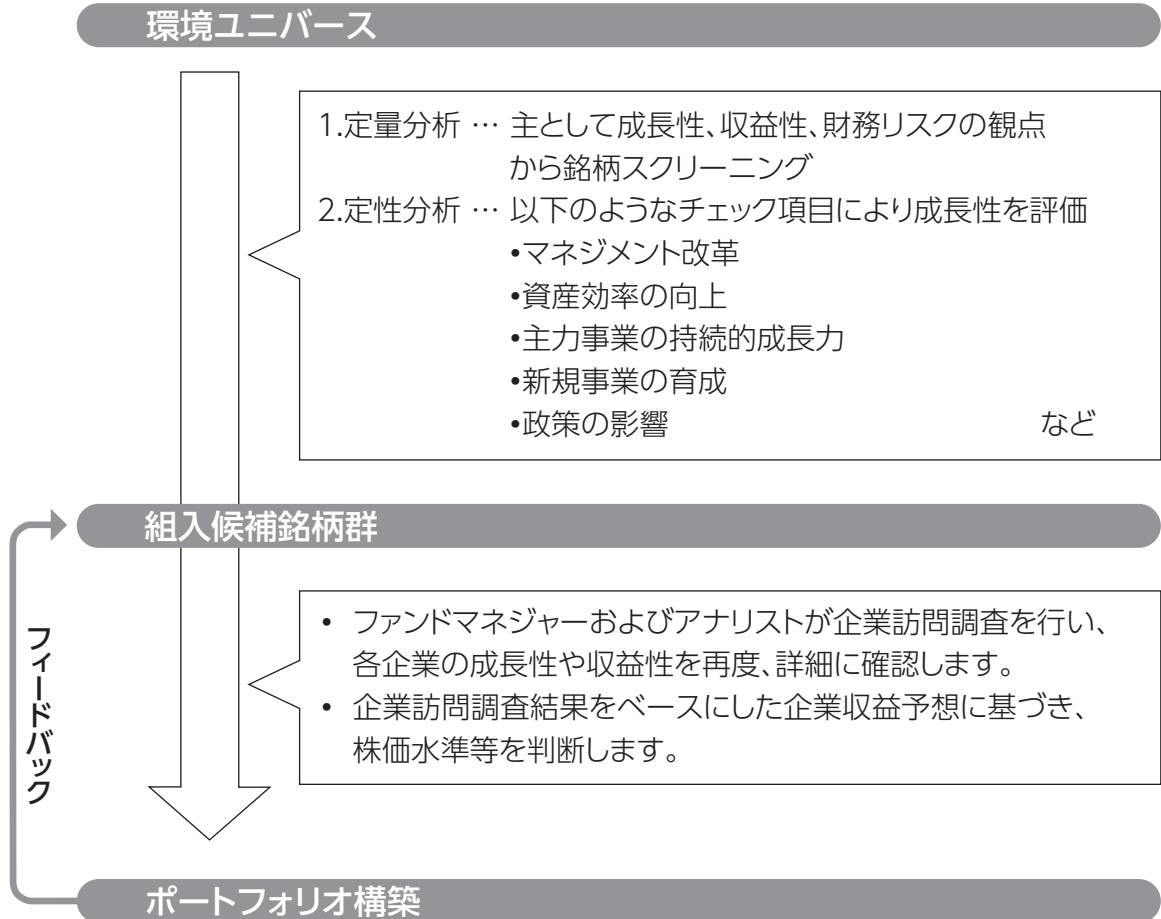 環境ユニバース
1.定量分析 … 主として成長性、収益性、財務リスクの観点
から銘柄スクリーニング
2.定性分析 … 以下のようなチェック項目により成長性を評価
•マネジメント改革
•資産効率の向上
•主力事業の持続的成長力
•新規事業の育成
•政策の影響 など
組入候補銘柄群
• ファンドマネジャーおよびアナリストが企業訪問調査を行い、
各企業の成長性や収益性を再度、詳細に確認します。
• 企業訪問調査結果をベースにした企業収益予想に基づき、
株価水準等を判断します。
フィードバック
ポートフォリオ構築